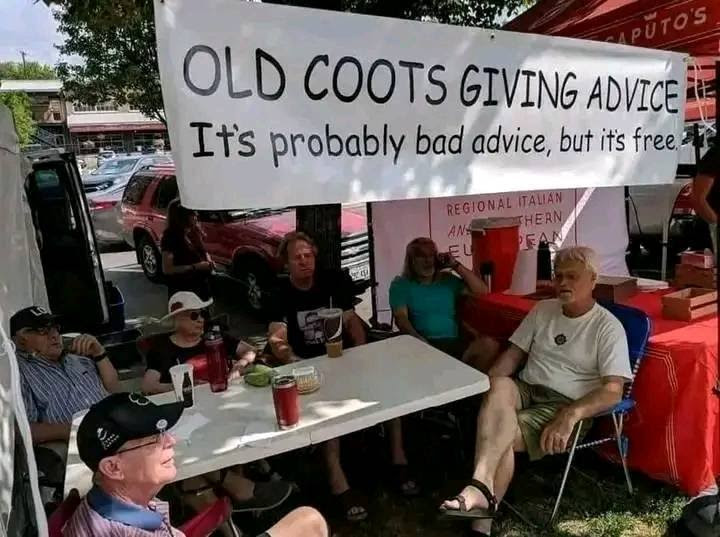 CAPUTO'S
OLD COOTS GIVING ADVICE
It's probably bad advice, but it's free.
REGIONAL ITALIAN